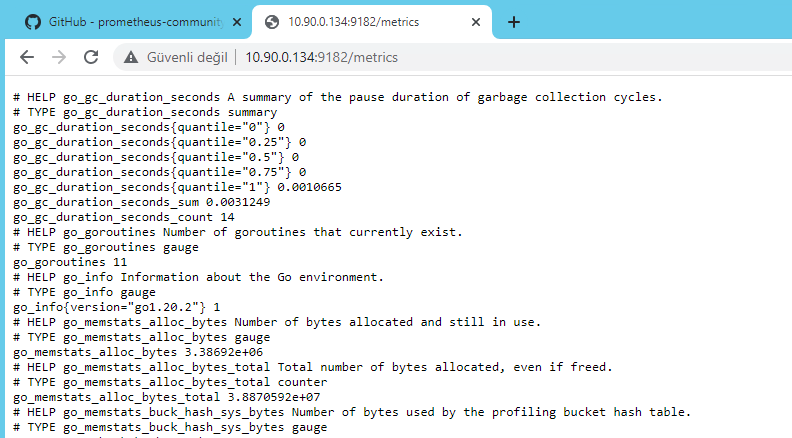 GitHub - prometheus-community
10.90.0.134:9182/metrics
Güvenli değil
10.90.0.134:9182/metrics
# HELP go_gc_duration_seconds A summary of the pause duration of garbage collection cycles.
# TYPE go_gc_duration_seconds summary
go_gc_duration_seconds{quantile="0"} 0
go_gc_duration_seconds{quantile="0.25"} 0
go_gc_duration_seconds{quantile="0.5"} 0
go_gc_duration_seconds{quantile="0.75"} 0
go_gc_duration_seconds{quantile="1"} 0.0010665
go_gc_duration_seconds_sum 0.0031249
go_gc_duration_seconds_count 14
# HELP go_goroutines Number of goroutines that currently exist.
# TYPE go_goroutines gauge
go_goroutines 11
# HELP go_info Information about the Go environment.
# TYPE go_info gauge
go_info{version="go1.20.2"} 1
# HELP go_memstats_alloc_bytes Number of bytes allocated and still in use.
# TYPE go_memstats_alloc_bytes gauge
go_memstats_alloc_bytes 3.38692e+06
# HELP go_memstats_alloc_bytes_total Total number of bytes allocated, even if freed.
# TYPE go_memstats_alloc_bytes_total counter
go_memstats_alloc_bytes_total 3.8870592e+07
# HELP go_memstats_buck_hash_sys_bytes Number of bytes used by the profiling bucket hash table.
# TYPE go_memstats_buck_hash_sys_bytes gauge